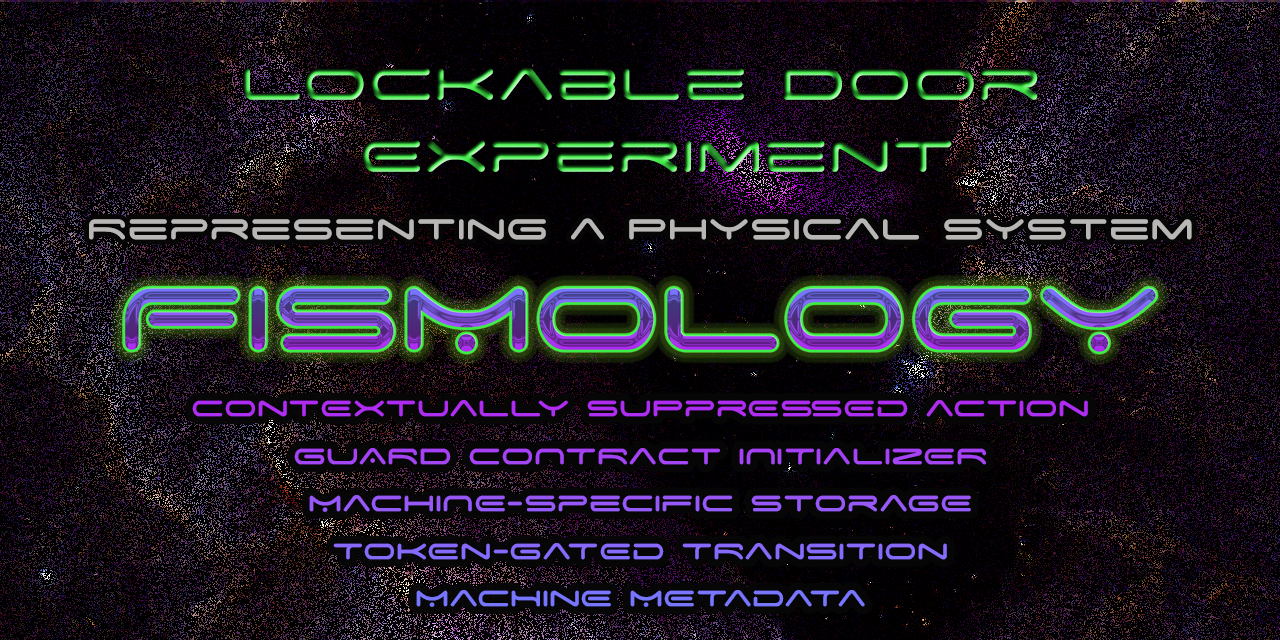 LOCKABLE DOOR
EXPERIMENT
REPRESENTING A PHYSICAL SYSTEM
FISMOLOGY
CONTEXTUALLY SUPPRESSED ACTION
GUARD CONTRACT INITIALIZER
MACHINE-SPECIFIC STORAGE
TOKEN-GATED TRANSITION
MACHINE METADATA